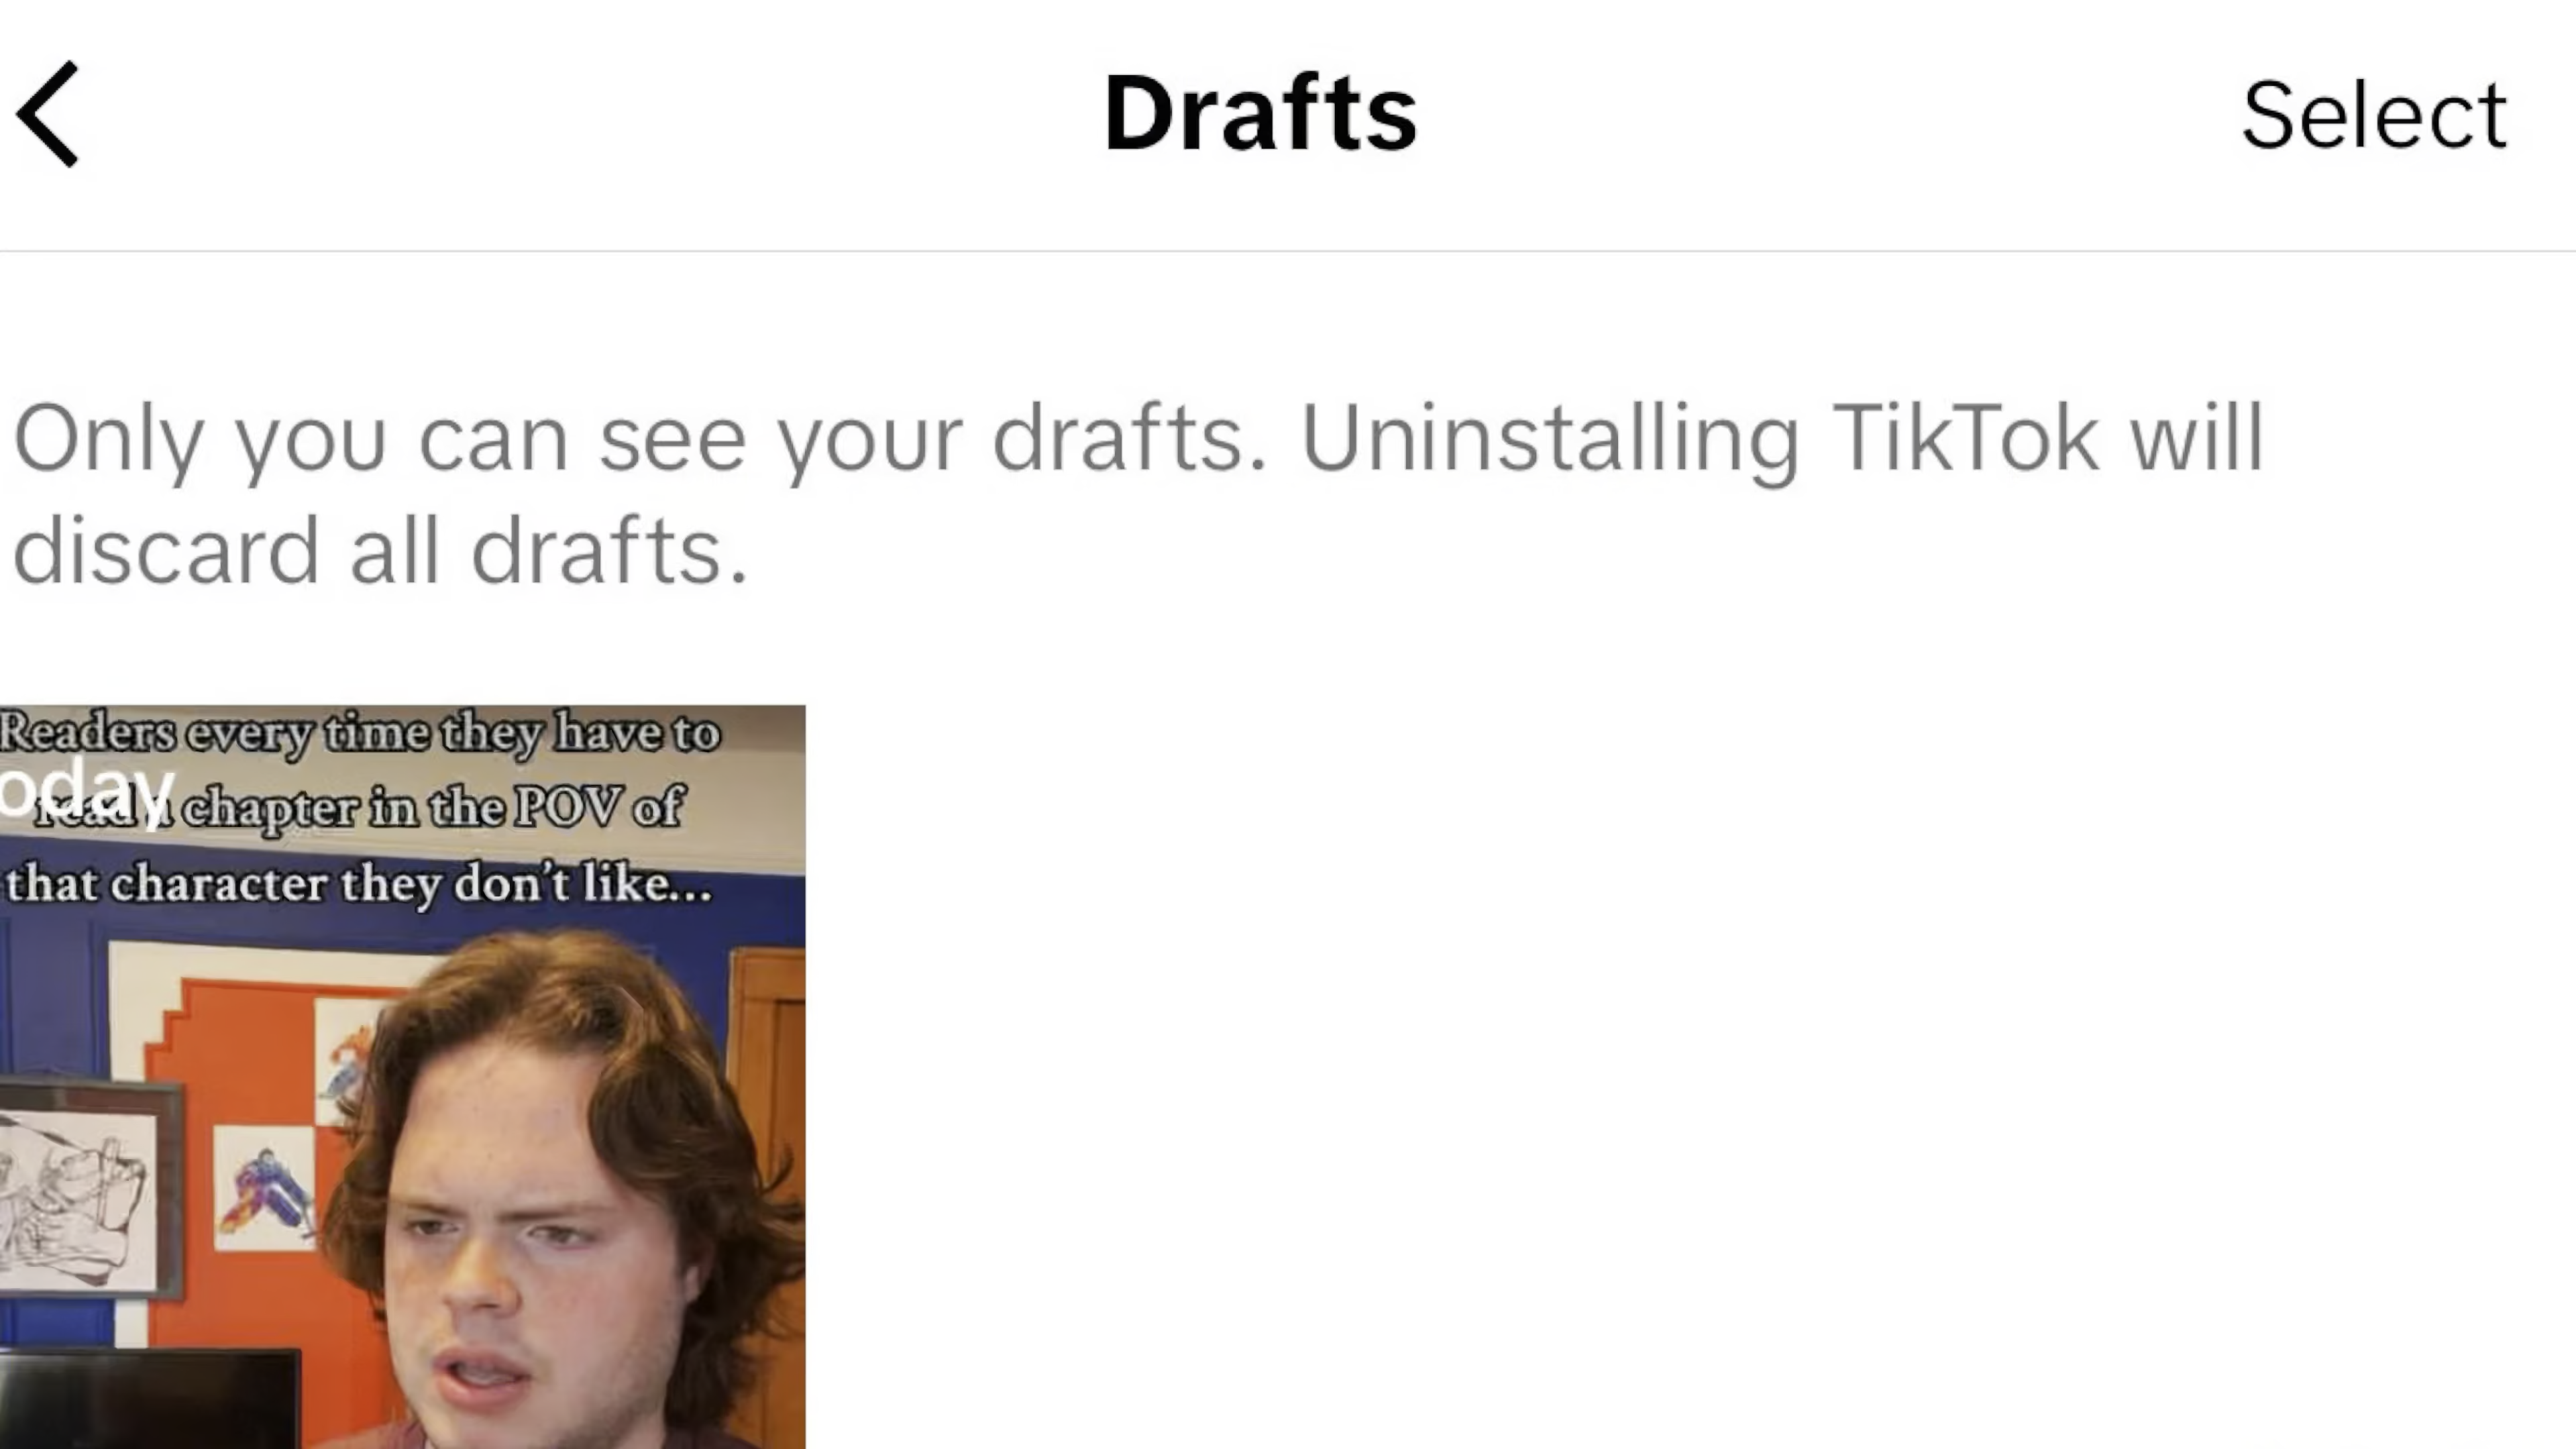 Drafts
Select
Only you can see your drafts. Uninstalling TikTok will
discard all drafts.
Readers every time they have to
oday
read a chapter in the POV of
that character they don't like...